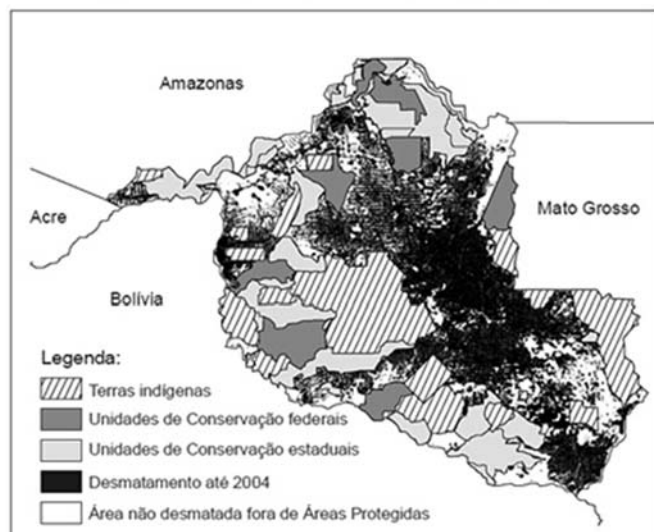 Amazonas
Acre
Mato Grosso
Bolívia
Legenda:
Terras indígenas
Unidades de Conservação federais
Unidades de Conservação estaduais
Desmatamento até 2004
Área não desmatada fora de Áreas Protegidas